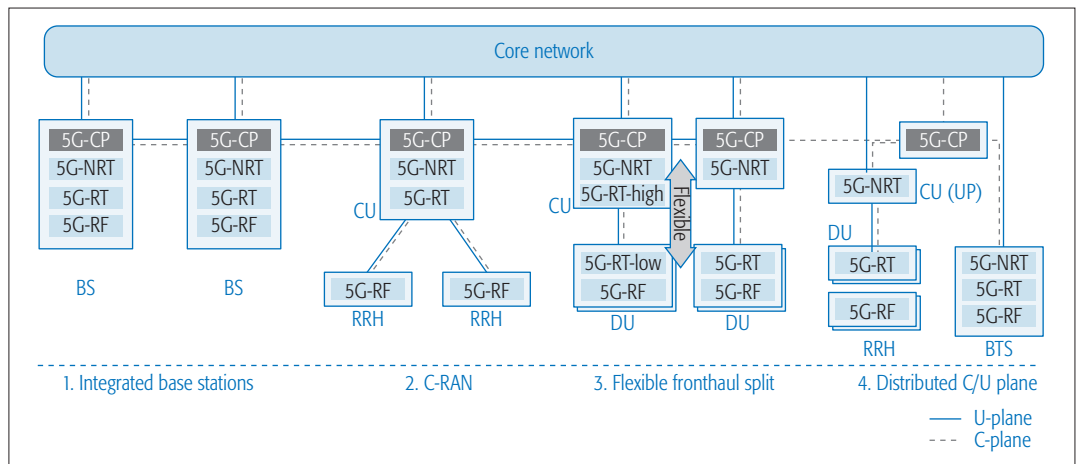 Core network
5G-CP
5G-NRT
5G-RT
5G-RF
BS
5G-CP
5G-NRT
5G-RT
5G-RF
BS
5G-CP
5G-NRT
5G-RT
CU
5G-RF
RRH
5G-RF
RRH
5G-CP
5G-NRT
5G-RT-high
CU
Flexible
5G-RT-low
5G-RF
DU
5G-CP
5G-NRT
5G-RT
5G-RF
DU
5G-CP
5G-NRT
CU (UP)
DU
5G-RT
5G-RF
RRH
5G-NRT
5G-RT
5G-RF
BTS
1. Integrated base stations
2. C-RAN
3. Flexible fronthaul split
4. Distributed C/U plane
U-plane
C-plane